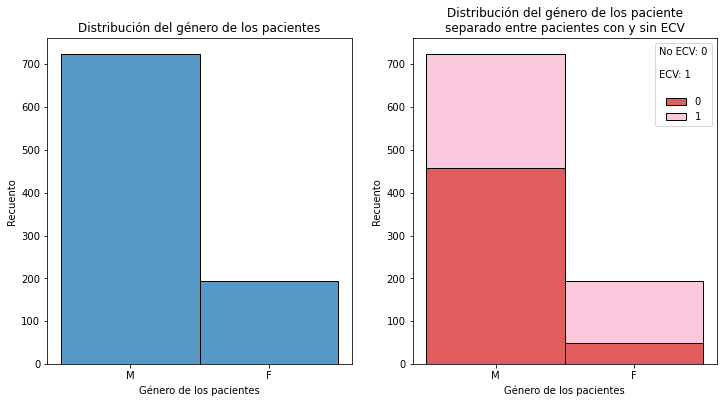 Distribución del género de los pacientes
700
600
500
400
300
200
100
0
Recuento
M
F
Género de los pacientes
Distribución del género de los paciente
separado entre pacientes con y sin ECV
No ECV: 0
ECV: 1
0
1
700
600
500
400
300
200
100
0
Recuento
M
F
Género de los pacientes